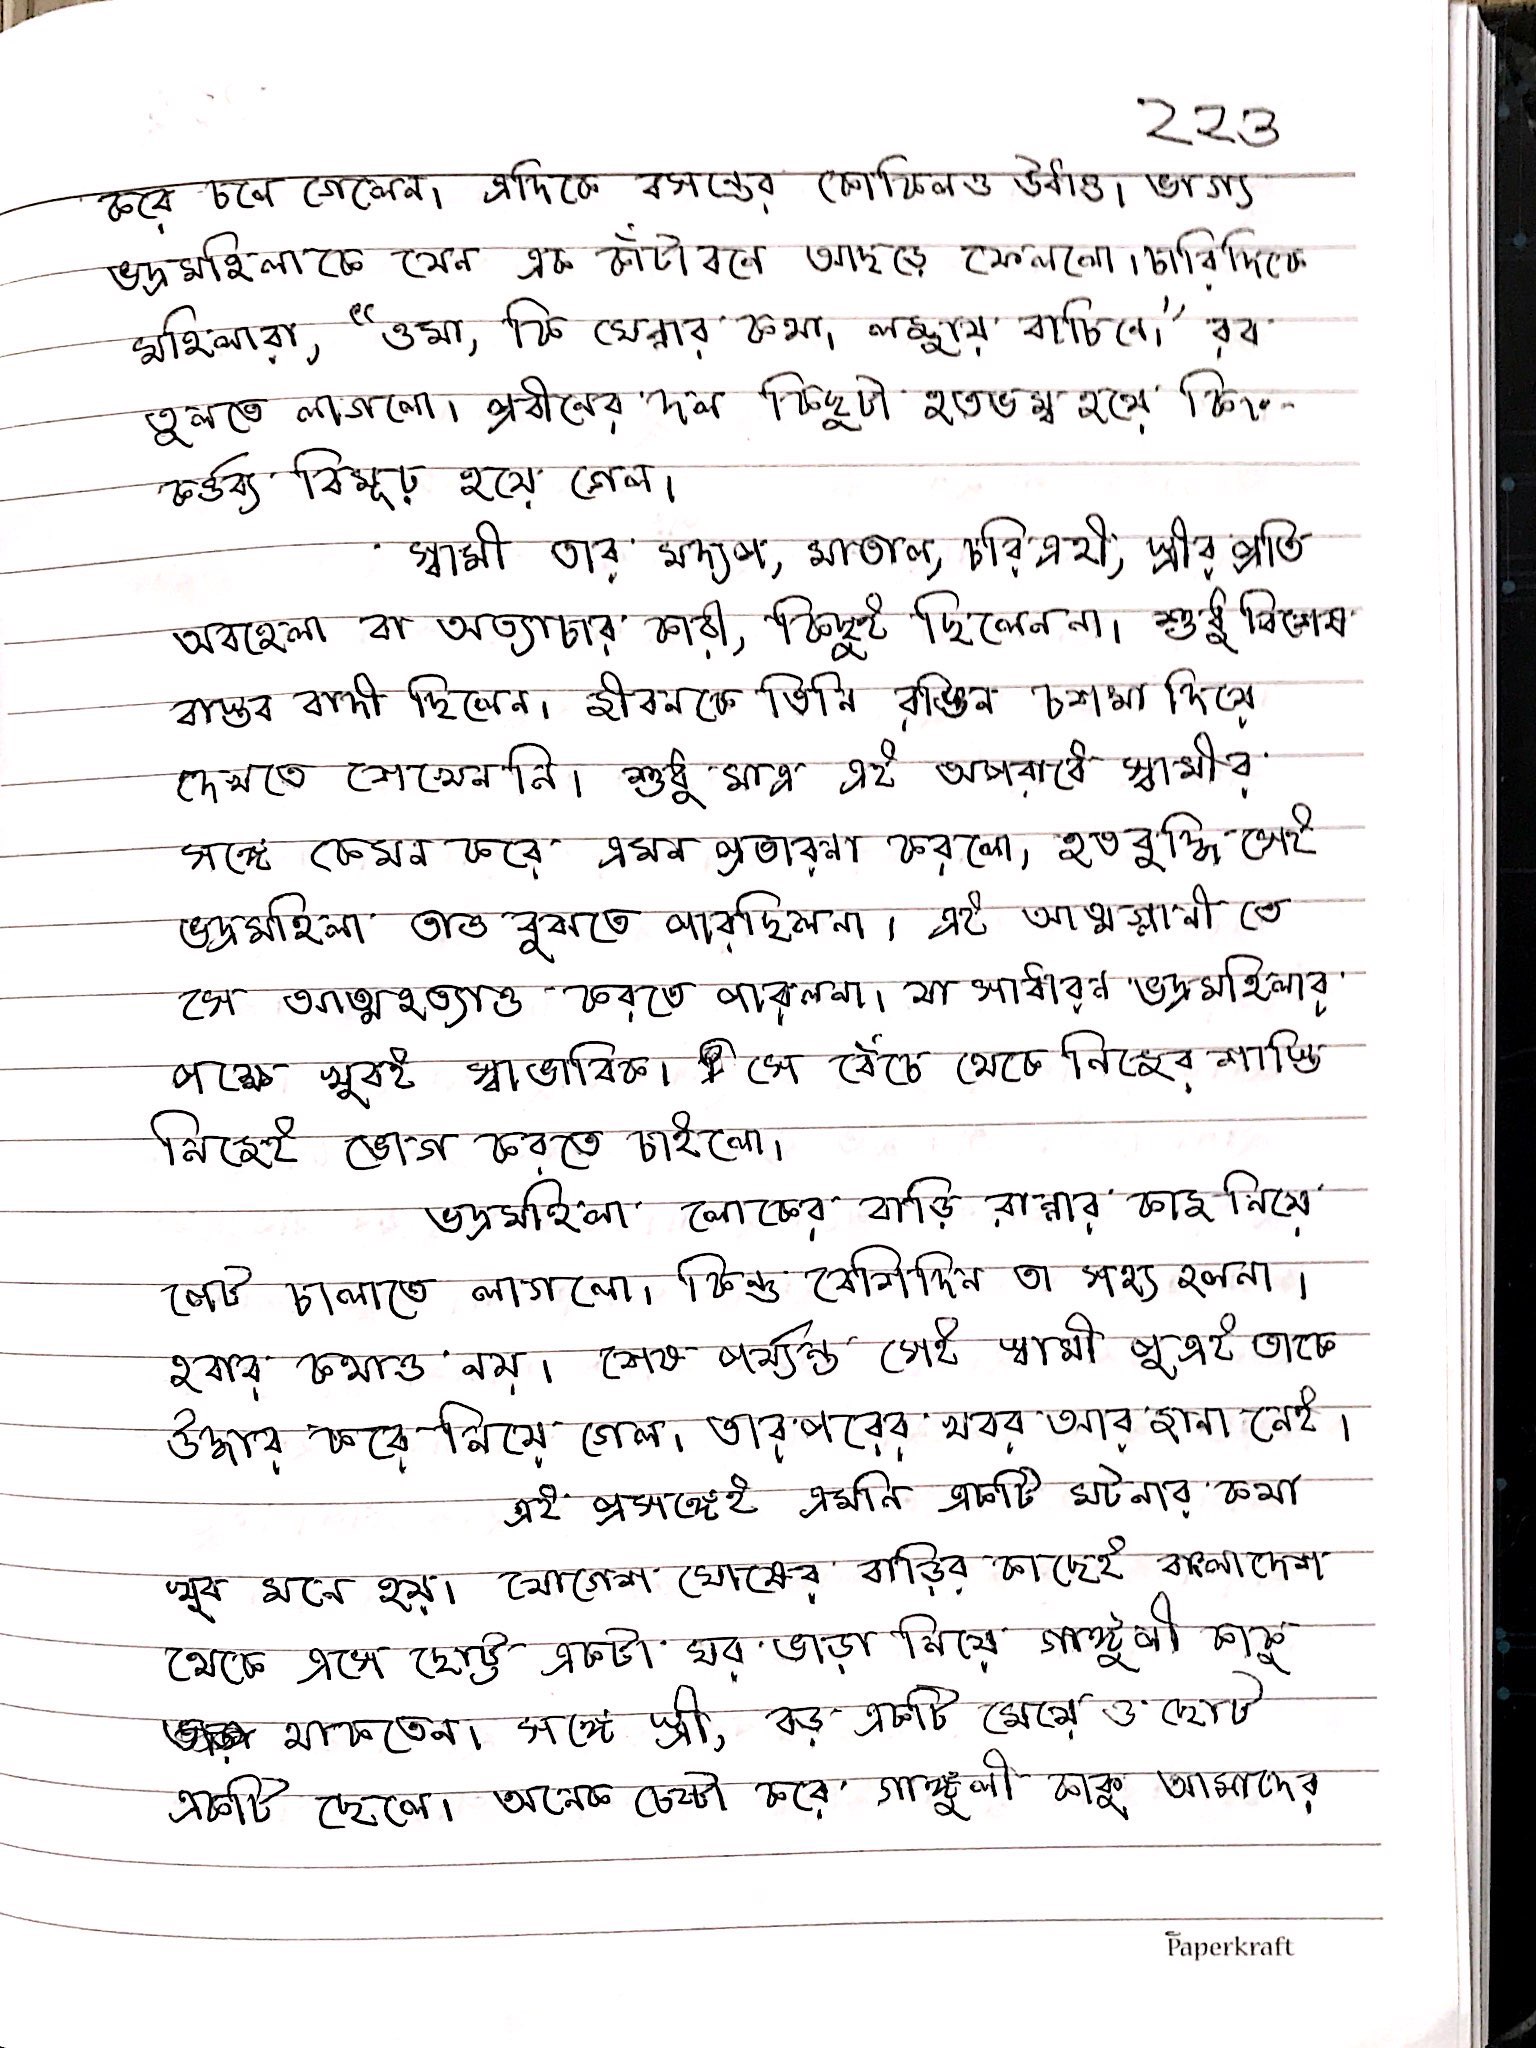 ২২৩
করে চলে গেলেন। এদিকে বসন্তের কোকিলও উধাও। ভাগ্য
ভদ্রমহিলাকে যেন এক কাঁটাবনে আছড়ে ফেললো। চারিদিকে
মহিলারা, "ওমা, কি ঘেন্নার কথা, লজ্জায় বাচিনে।" রব
তুলতে লাগলো। প্রবীনের দল কিছুটা হতভম্ব হয়ে কিং-
কর্ত্তব্য বিমূঢ় হয়ে গেল।
স্বামী তার মদ্যপ, মাতাল, চরিত্রহী, স্ত্রীর প্রতি
অবহেলা বা অত্যাচার কারী, কিছুই ছিলেন না। শুধু বিশেষ
বাস্তব বাদী ছিলেন। জীবনকে তিনি রঙিন চশমা দিয়ে
দেখতে শেখেন নি। শুধু মাত্র এই অপরাধে স্বামীর
সঙ্গে কেমন করে এমন প্রতারনা করলো, হতবুদ্ধি সেই
ভদ্রমহিলা তাও বুঝতে পারছিলনা। এই আত্মগ্লানী তে
সে আত্মহত্যাও করতে পারলনা। যা সাধারন ভদ্রমহিলার
পক্ষে খুবই স্বাভাবিক। সে বেঁচে থেকে নিজের শাস্তি
নিজেই ভোগ করতে চাইলো।
ভদ্রমহিলা লোকের বাড়ি রান্নার কাজ নিয়ে
পেট চালাতে লাগলো। কিন্তু বেশিদিন তা সহ্য হলনা।
হবার কথাও নয়। শেষ পর্য্যন্ত সেই স্বামী পুত্রই তাকে
উদ্ধার করে নিয়ে গেল। তারপরের খবর আর জানা নেই।
এই প্রসঙ্গেই এমনি একটি ঘটনার কথা
খুব মনে হয়। যোগেশ ঘোষের বাড়ির কাছেই বাংলাদেশ
থেকে এসে ছোট্ট একটা ঘর ভাড়া নিয়ে গাঙ্গুলী কাকু
থাকতেন। সঙ্গে স্ত্রী, বড় একটি মেয়ে ও ছোট
একটি ছেলে। অনেক চেষ্টা করে গাঙ্গুলী কাকু আমাদের
Paperkraft